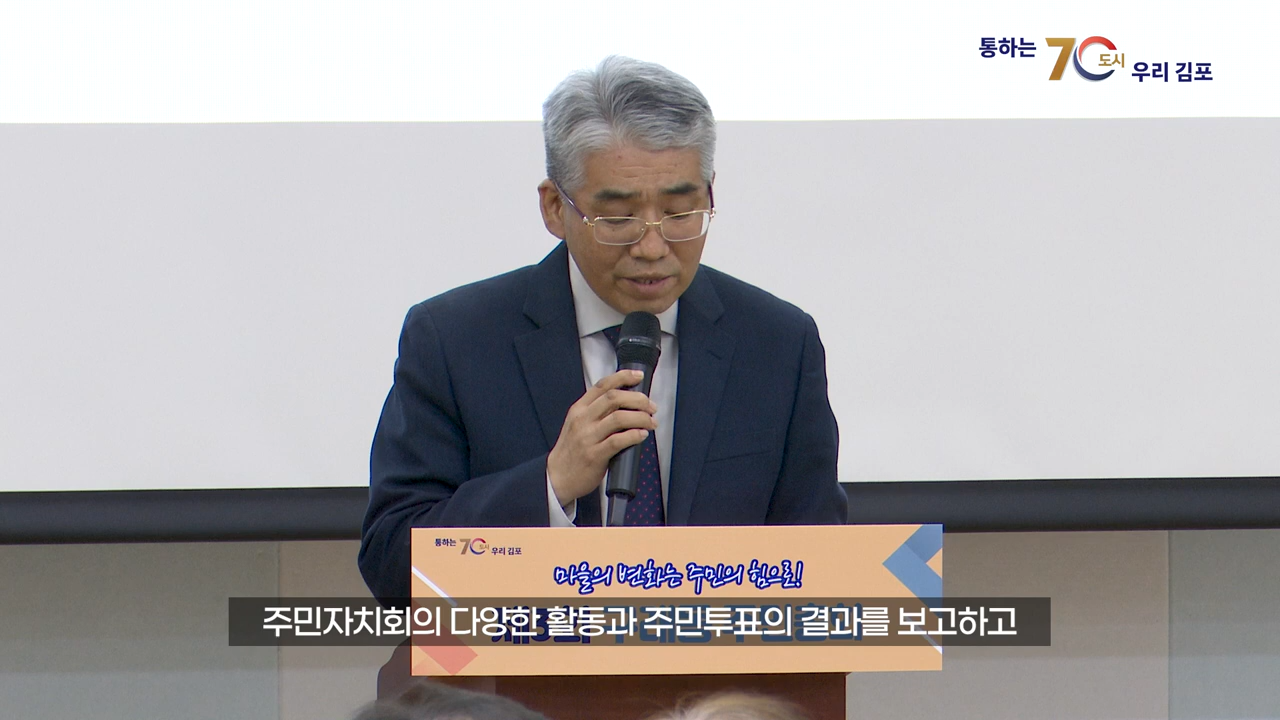 통하는 70 도시 우리 김포
통하는 70 도시 우리 김포
마을의 변화는 주민의 힘으로!
주민자치회의 다양한 활동과 주민투표의 결과를 보고하고